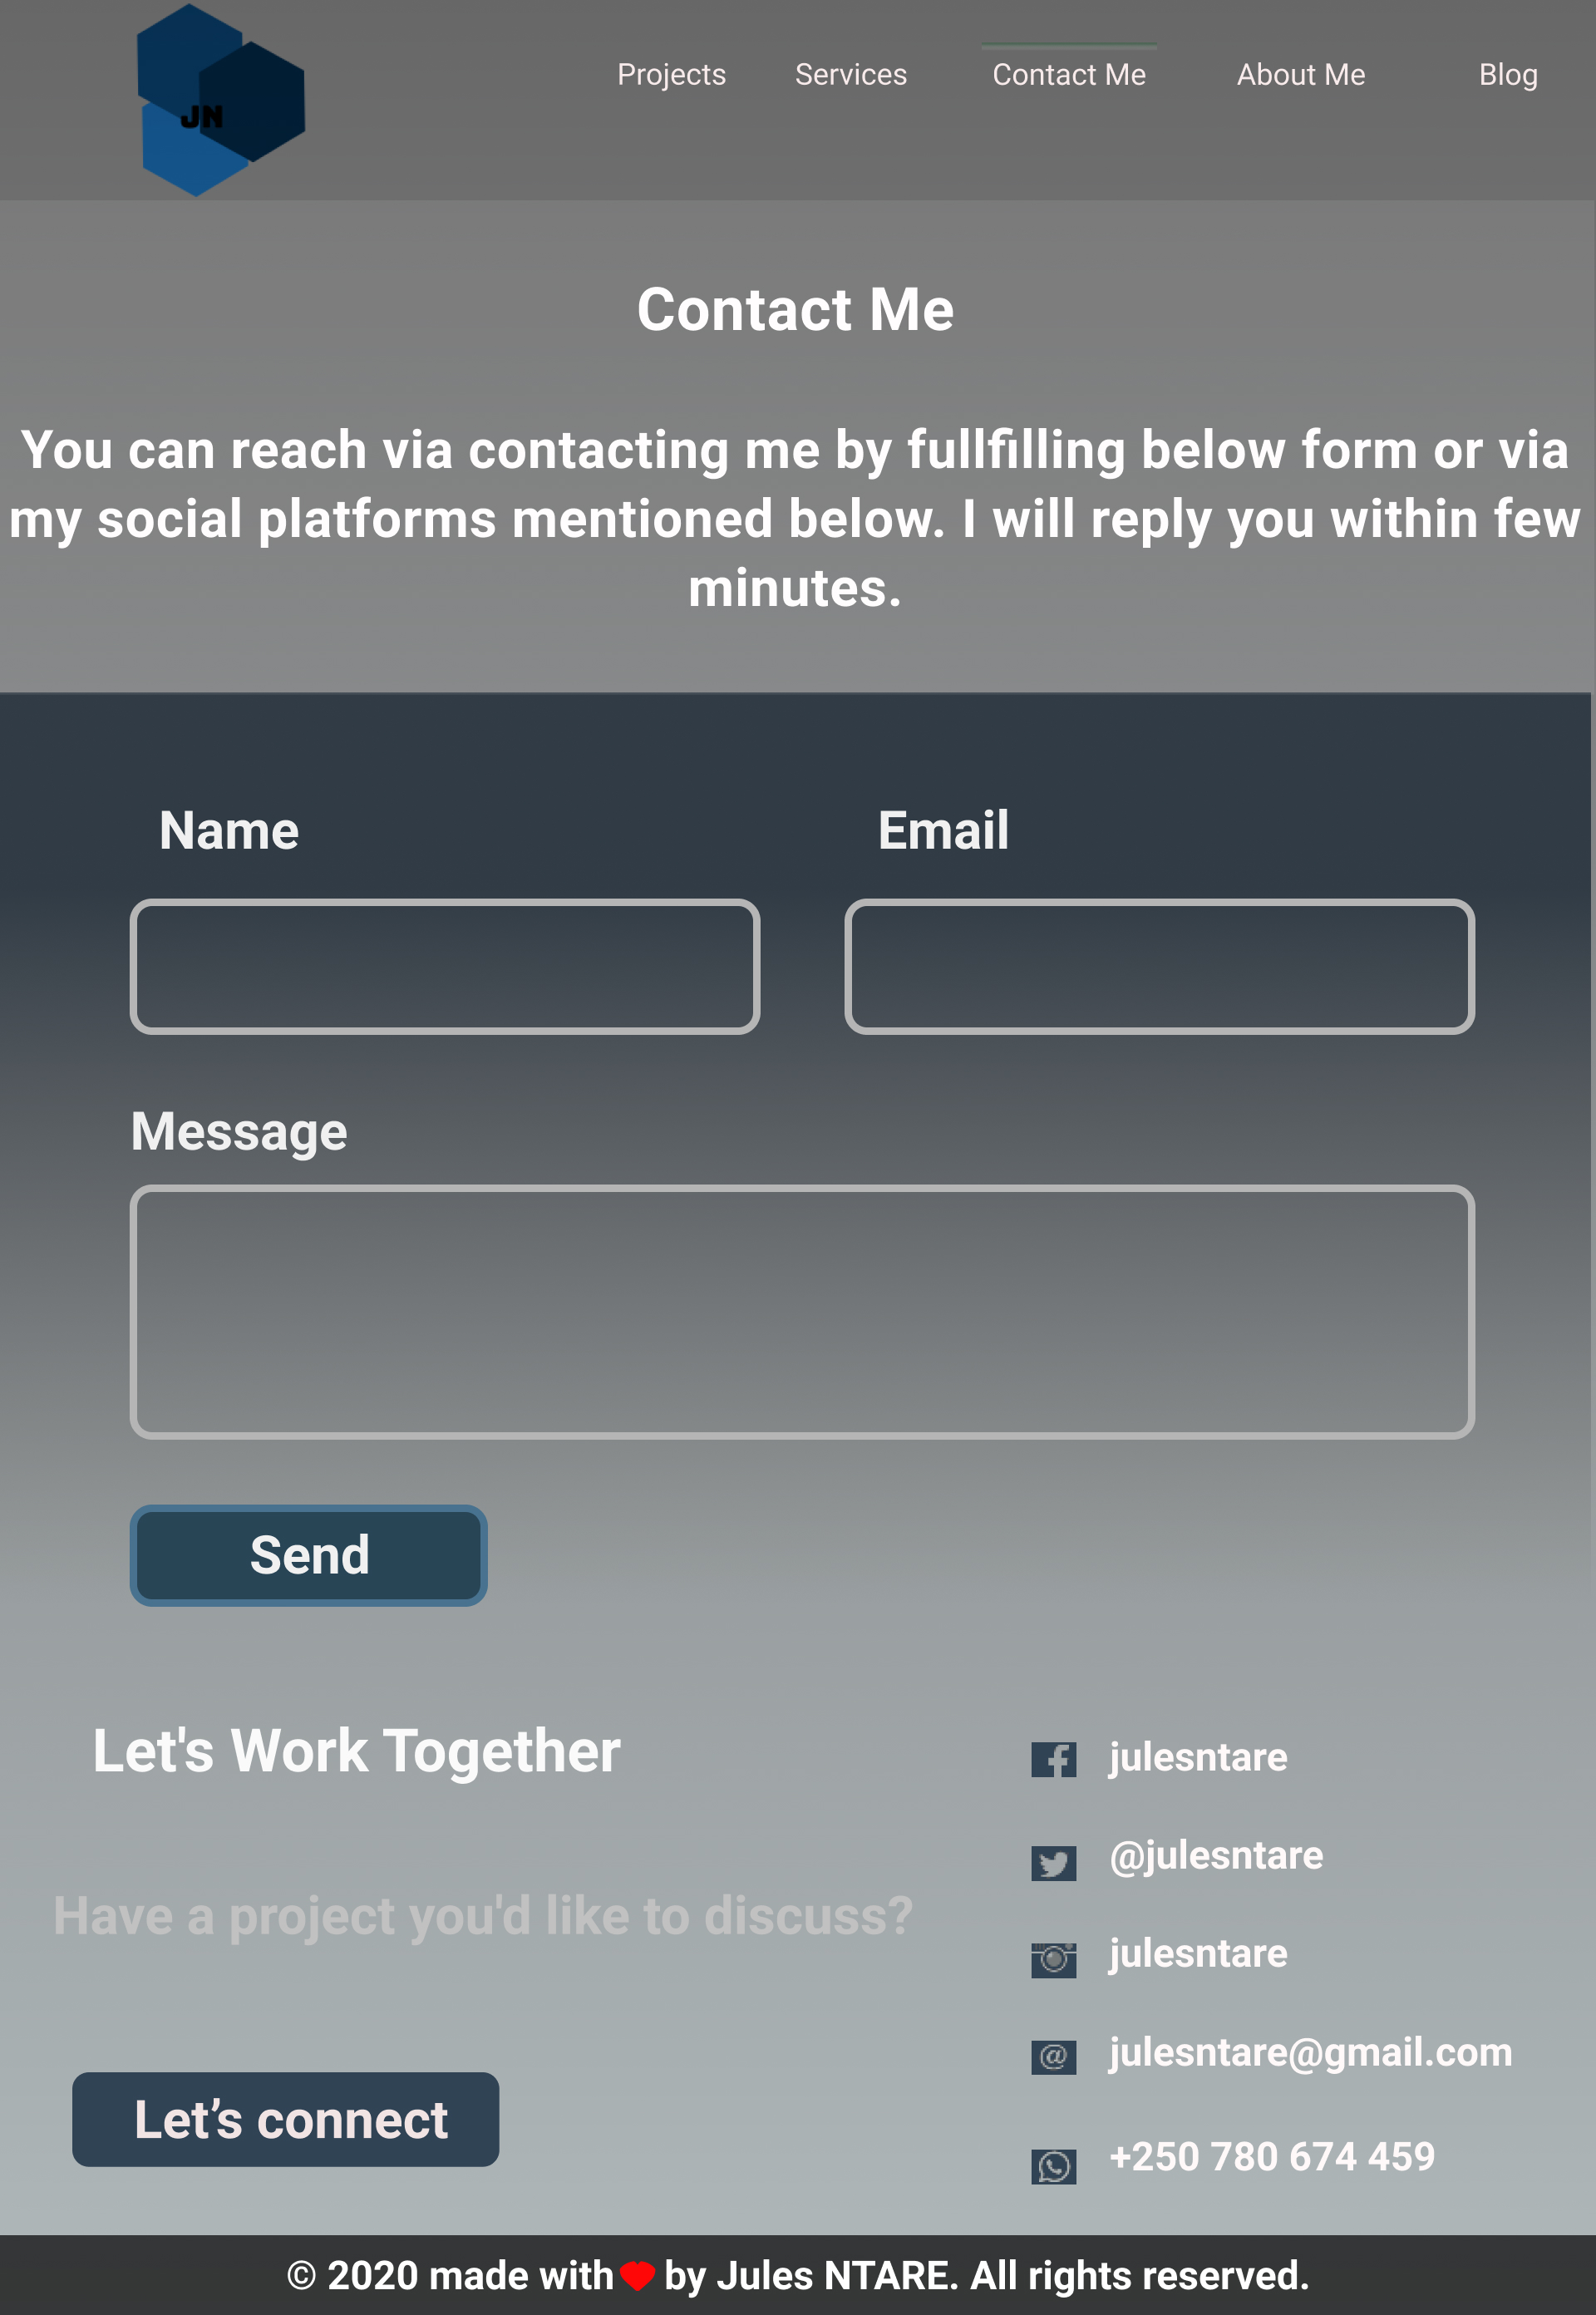 JN
Projects Services Contact Me About Me Blog
Contact Me
You can reach via contacting me by fullfilling below form or via
my social platforms mentioned below. I will reply you within few
minutes.
Name Email
Message
Send
Let's Work Together
julesntare
@julesntare
Have a project you'd like to discuss?
julesntare
julesntare@gmail.com
Let’s connect
+250 780 674 459
© 2020 made with by Jules NTARE. All rights reserved.